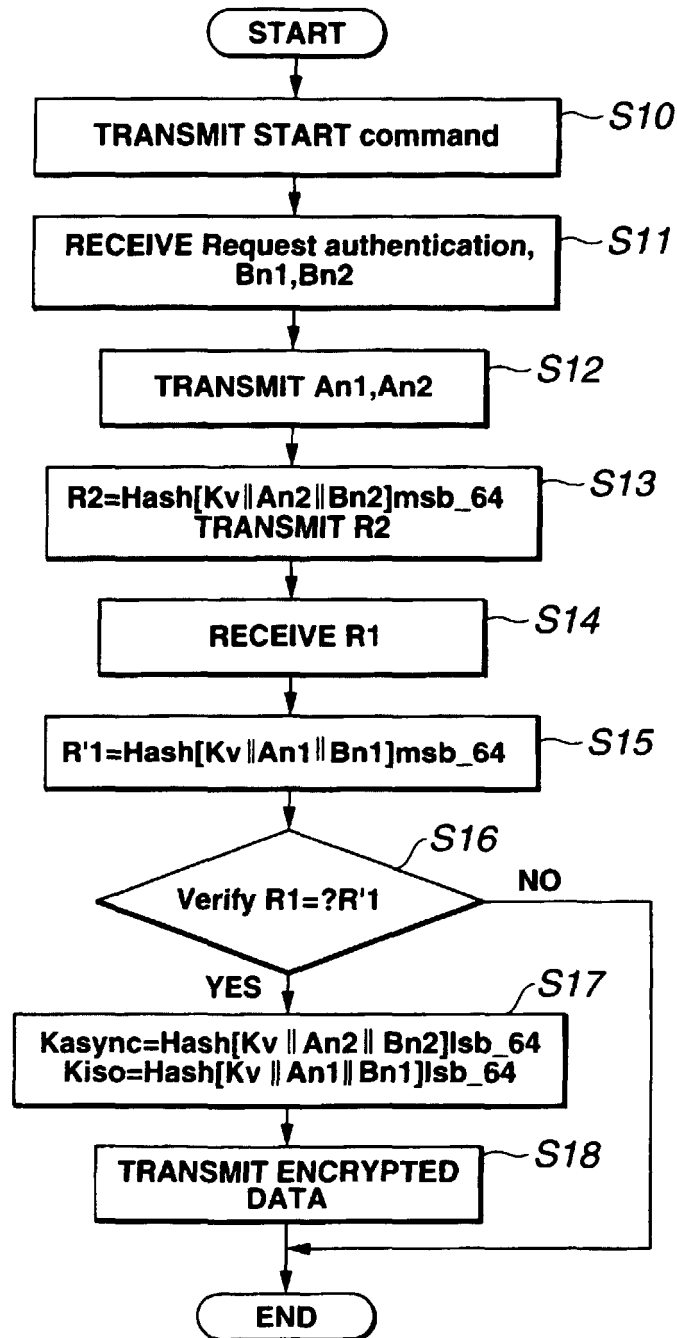 START
TRANSMIT START command
S10
RECEIVE Request authentication,
Bn1,Bn2
S11
TRANSMIT An1,An2
S12
R2=Hash[Kv||An2||Bn2]msb_64
TRANSMIT R2
S13
RECEIVE R1
S14
R'1=Hash[Kv||An1||Bn1]msb_64
S15
S16
Verify R1=?R'1
NO
YES
S17
Kasync=Hash[Kv || An2 || Bn2]lsb_64
Kiso=Hash[Kv || An1 || Bn1]lsb_64
TRANSMIT ENCRYPTED
DATA
S18
END